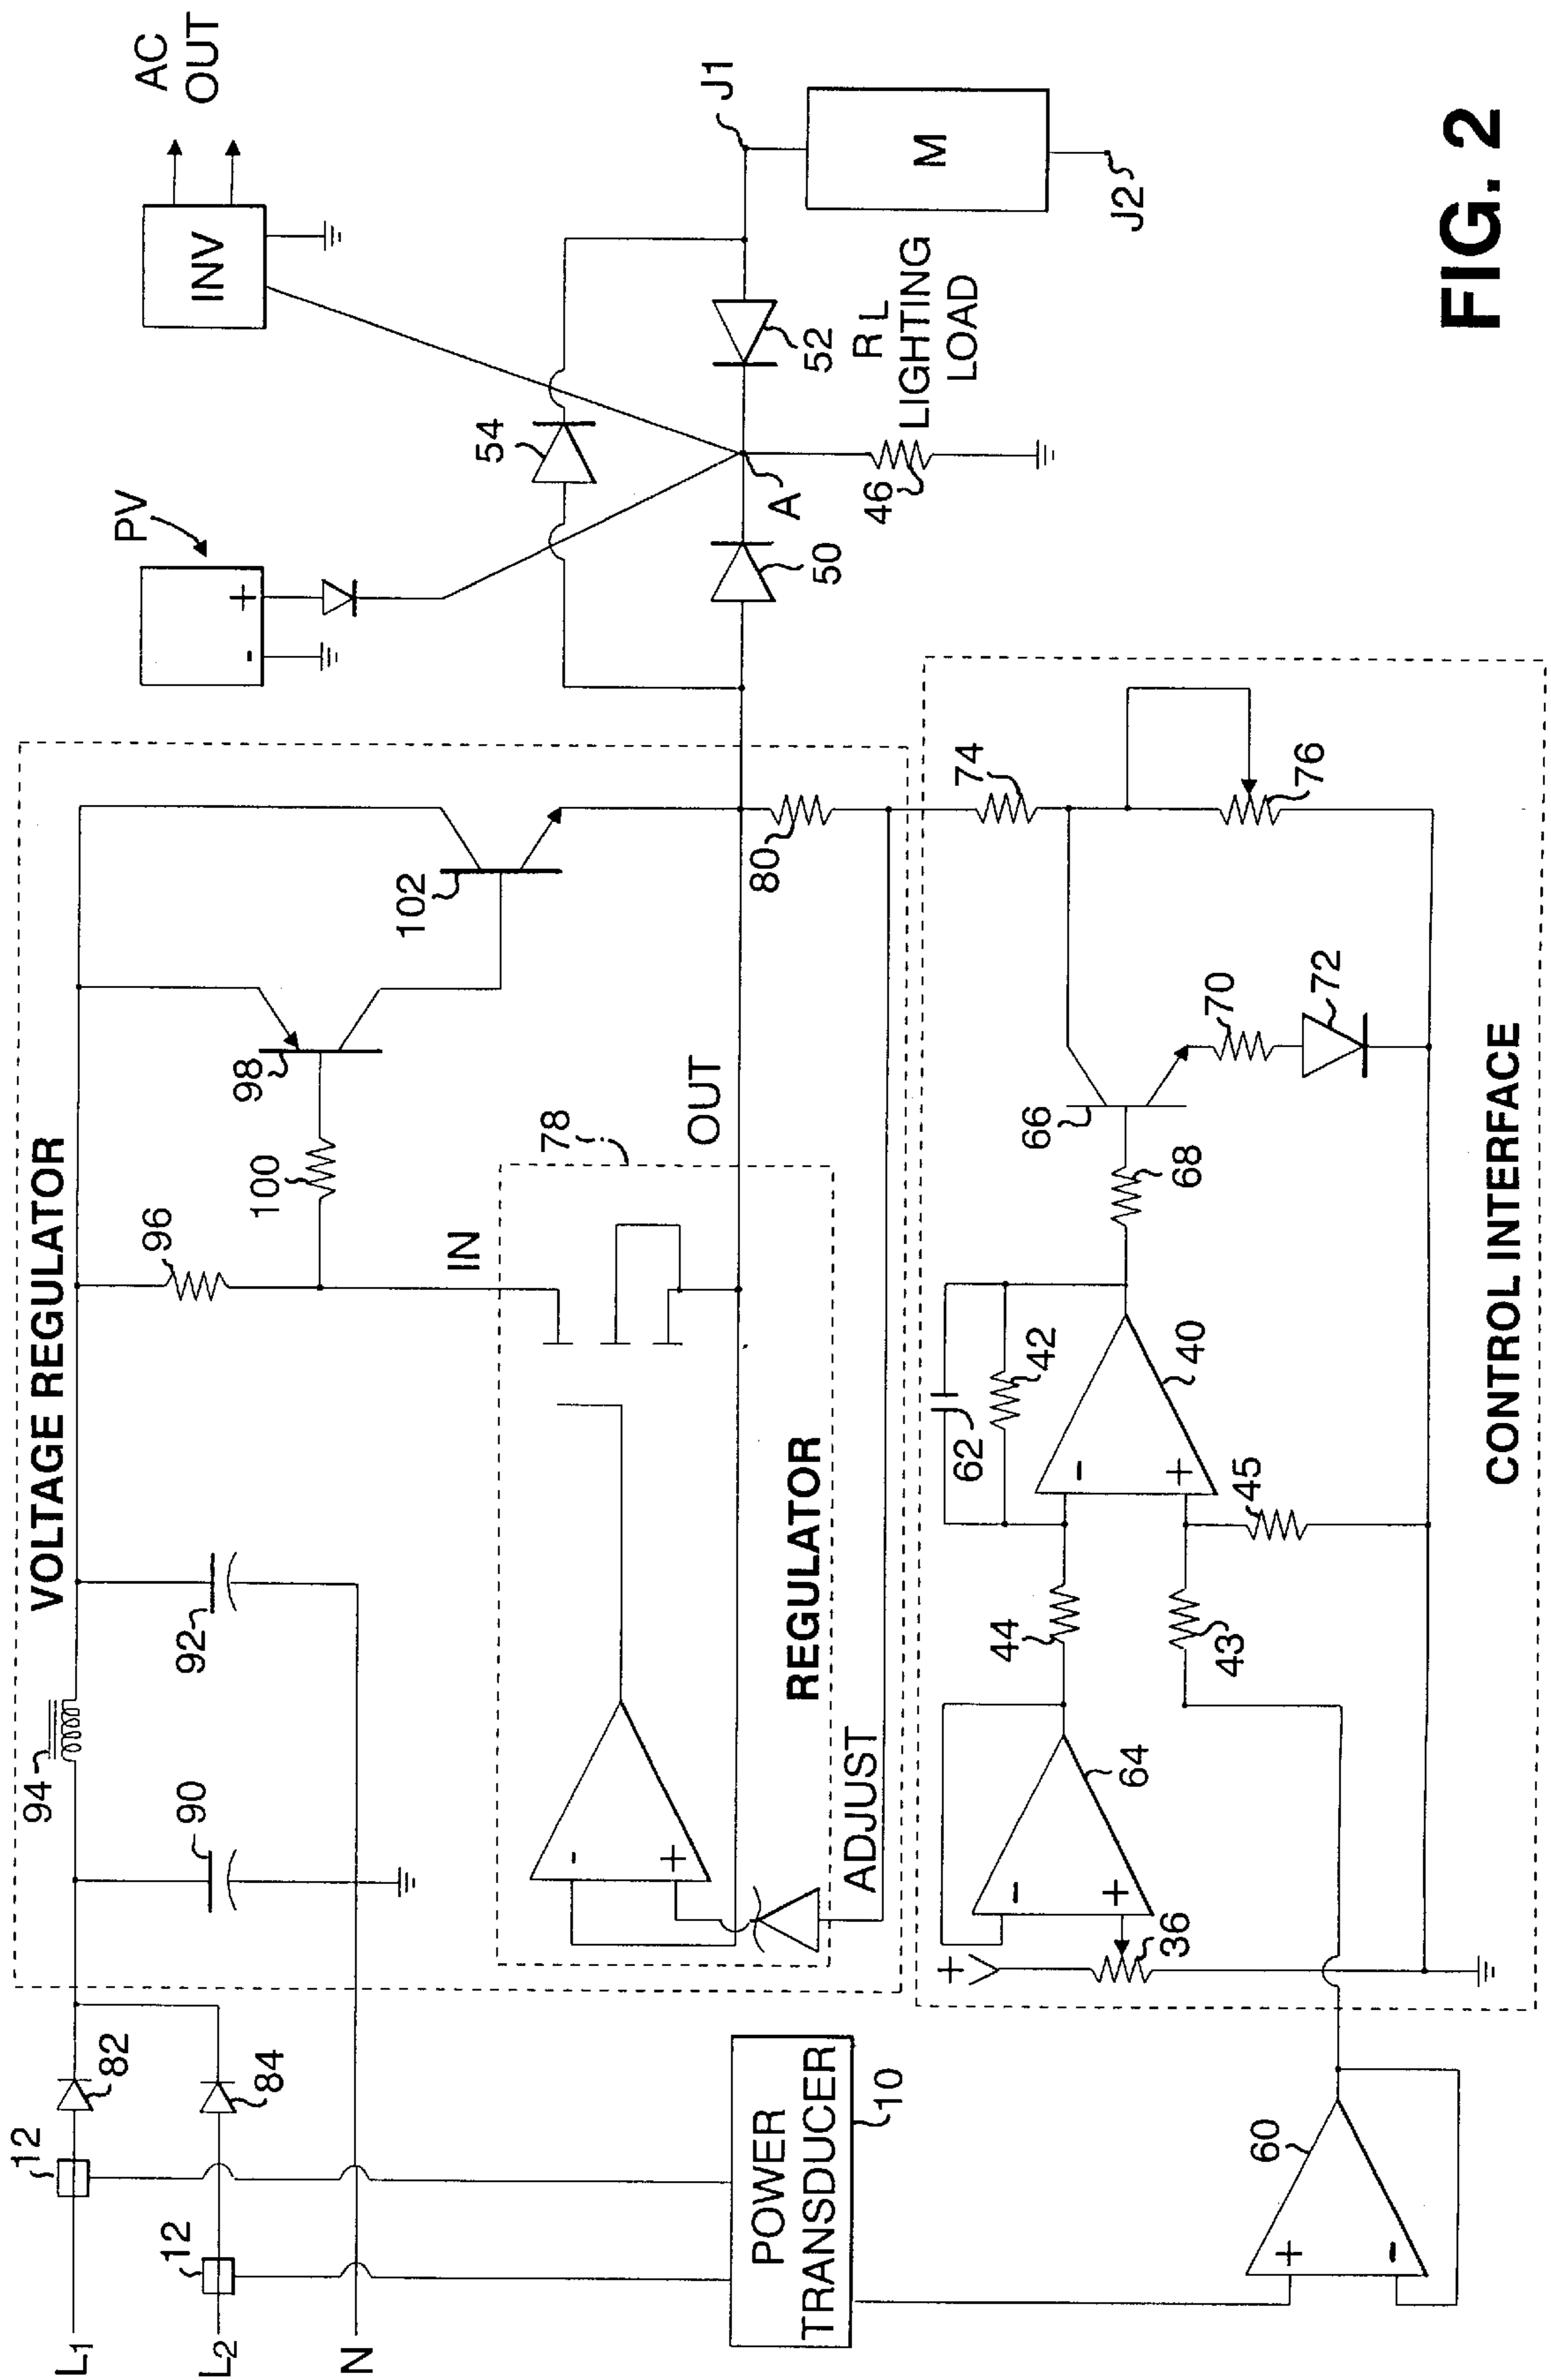 AC
OUT
INV
PV
54
J1
M
J2
52
R L
LIGHTING
LOAD
46
A
50
+
-
VOLTAGE REGULATOR
94
92
90
96
100
98
102
IN
78
OUT
80
REGULATOR
-
+
ADJUST
82
84
12
12
L1
L2
N
POWER
TRANSDUCER
10
74
76
66
70
72
68
62
42
40
-
+
44
43
45
64
-
+
36
+
60
+
-
CONTROL INTERFACE
FIG. 2